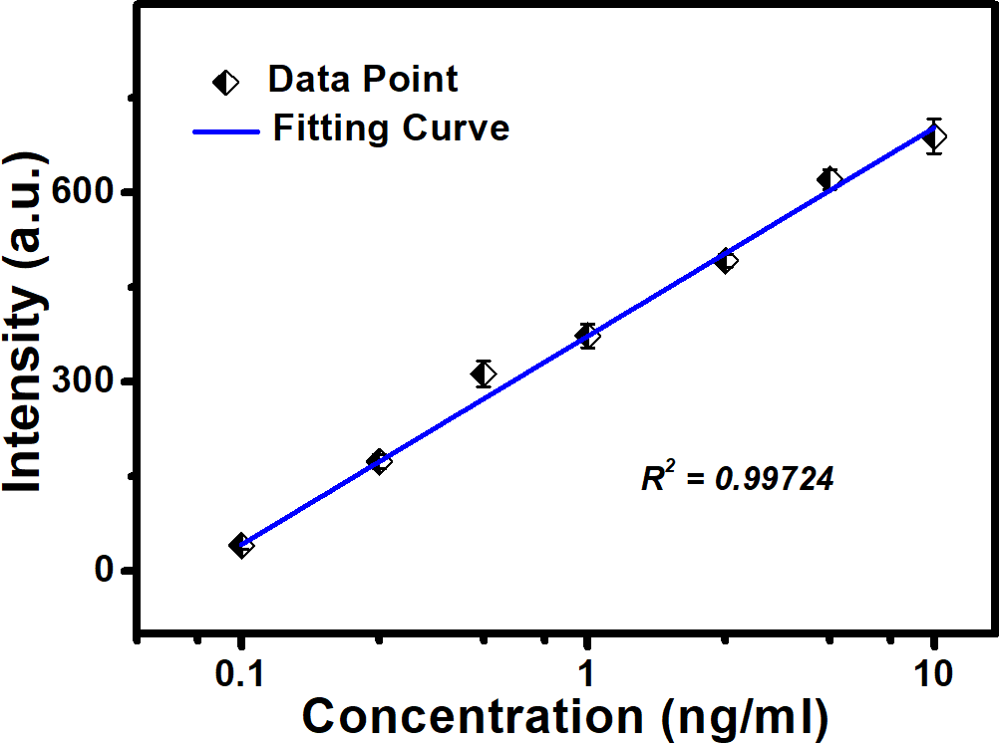 Data Point
Fitting Curve
Intensity (a.u.)
600
300
0
R² = 0.99724
0.1
1
10
Concentration (ng/ml)